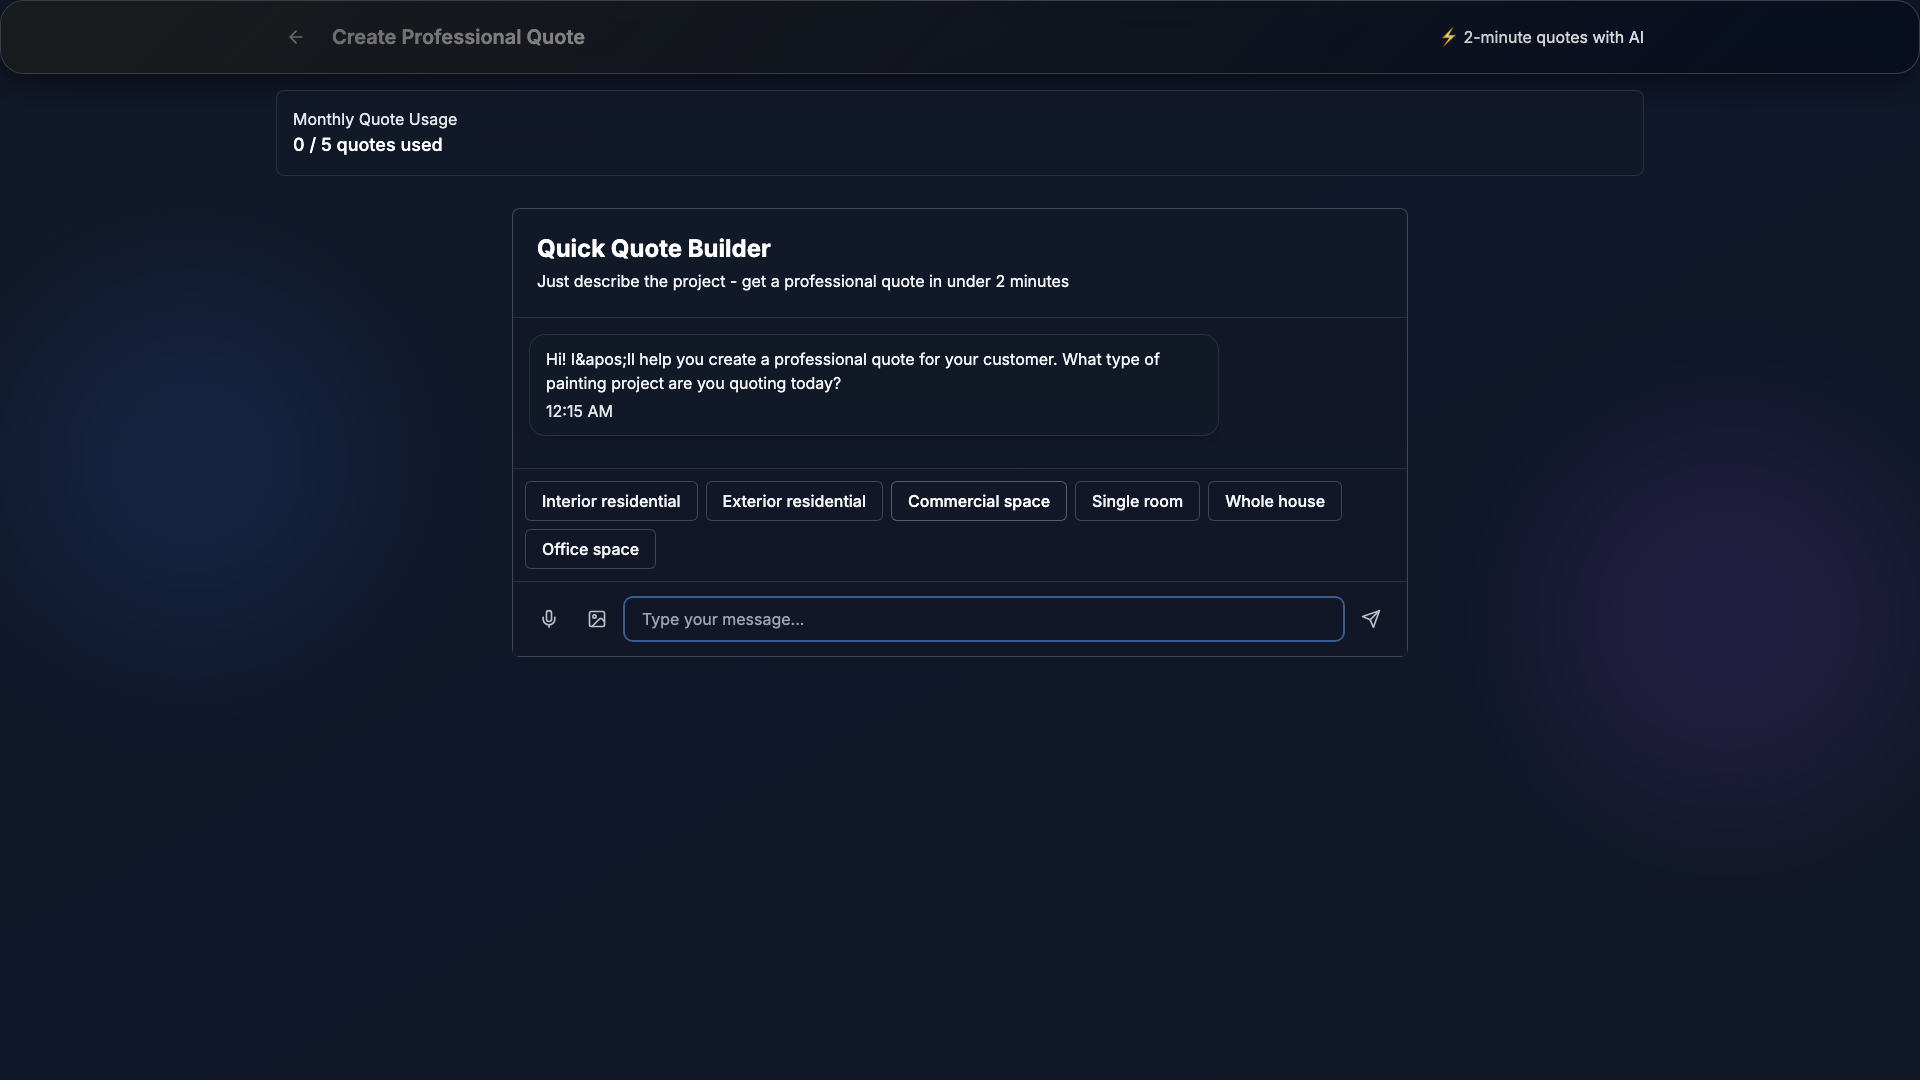 Create Professional Quote
⚡ 2-minute quotes with AI
Monthly Quote Usage
0 / 5 quotes used
Quick Quote Builder
Just describe the project - get a professional quote in under 2 minutes
Hi! I&apos;ll help you create a professional quote for your customer. What type of
painting project are you quoting today?
12:15 AM
Interior residential
Exterior residential
Commercial space
Single room
Whole house
Office space
Type your message...